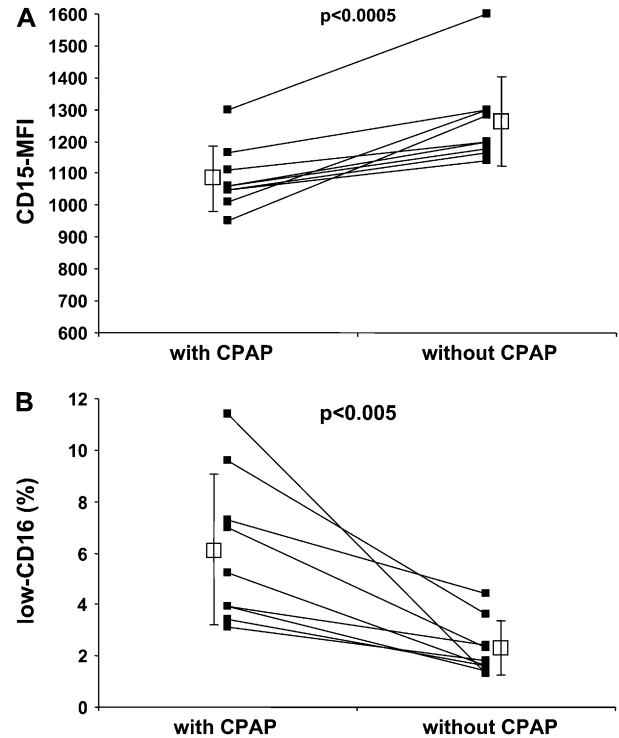 A
p<0.0005
CD15-MFI
1600
1500
1400
1300
1200
1100
1000
900
800
700
600
with CPAP without CPAP
B
p<0.005
low-CD16 (%)
12
10
8
6
4
2
0
with CPAP without CPAP